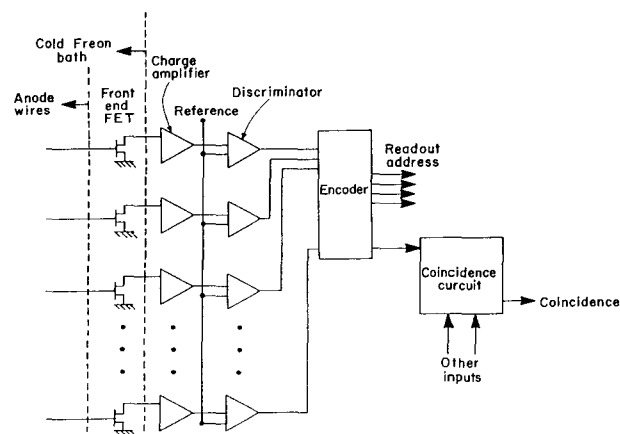 Cold Freon
bath
Charge
amplifier
Anode
wires
Front
end
FET
Reference
Discriminator
Readout
address
Encoder
Coincidence
curcuit
Coincidence
Other
inputs